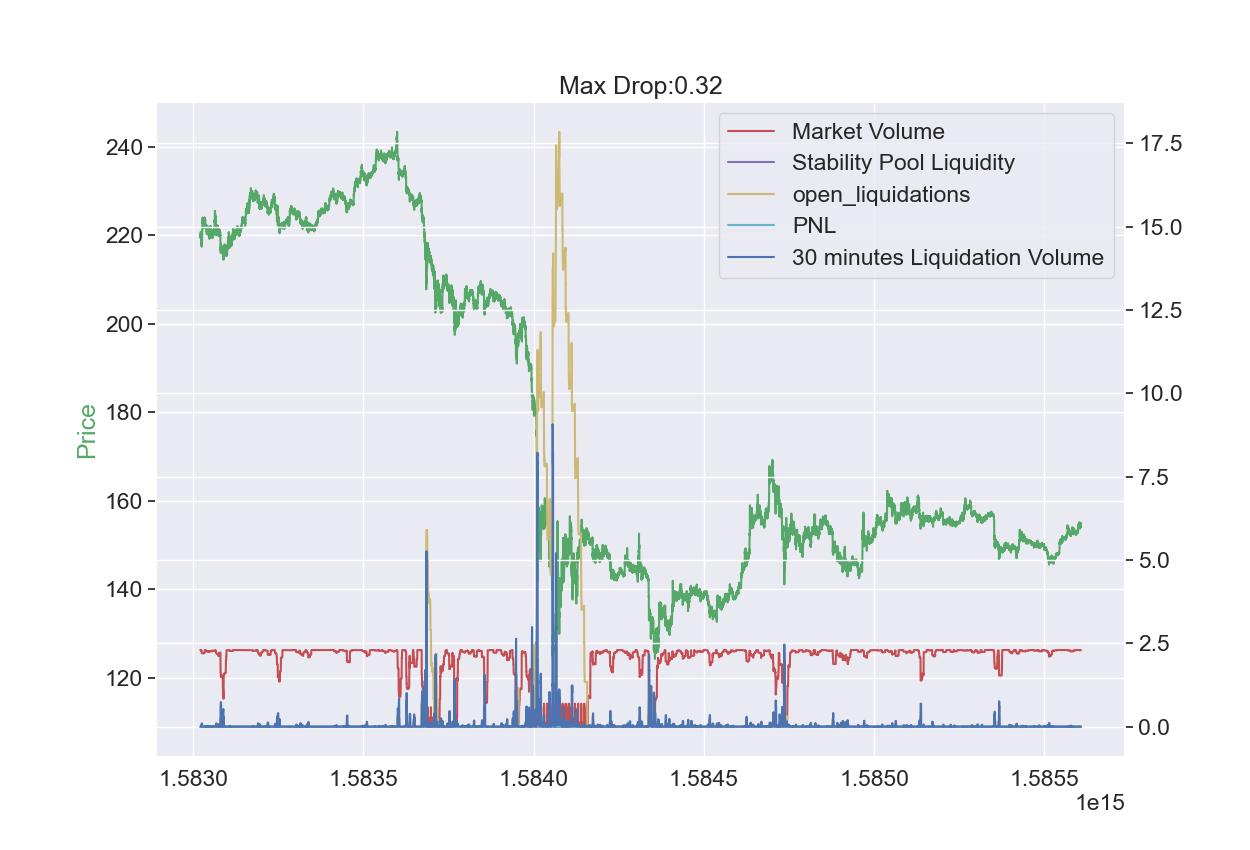 Max Drop:0.32
Market Volume
Stability Pool Liquidity
open_liquidations
PNL
30 minutes Liquidation Volume
Price
240
220
200
180
160
140
120
17.5
15.0
12.5
10.0
7.5
5.0
2.5
0.0
1.5830 1.5835 1.5840 1.5845 1.5850 1.5855
1e15